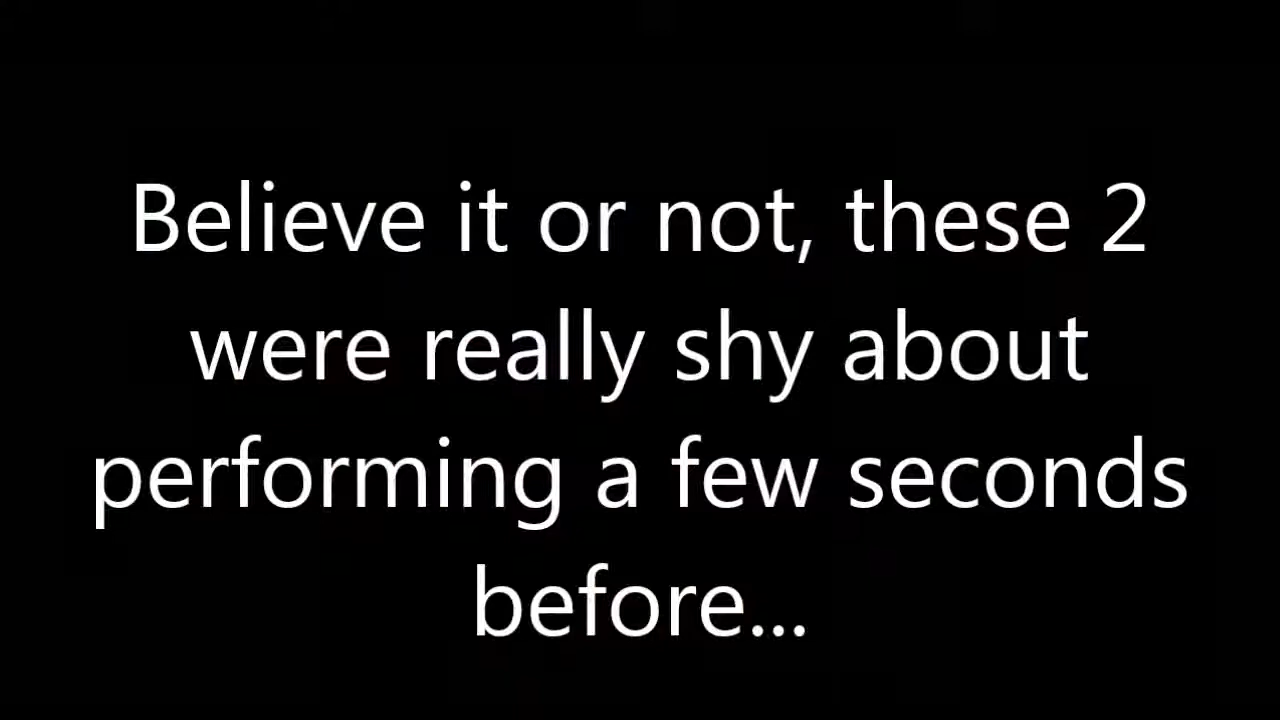 Believe it or not, these 2
were really shy about
performing a few seconds
before...